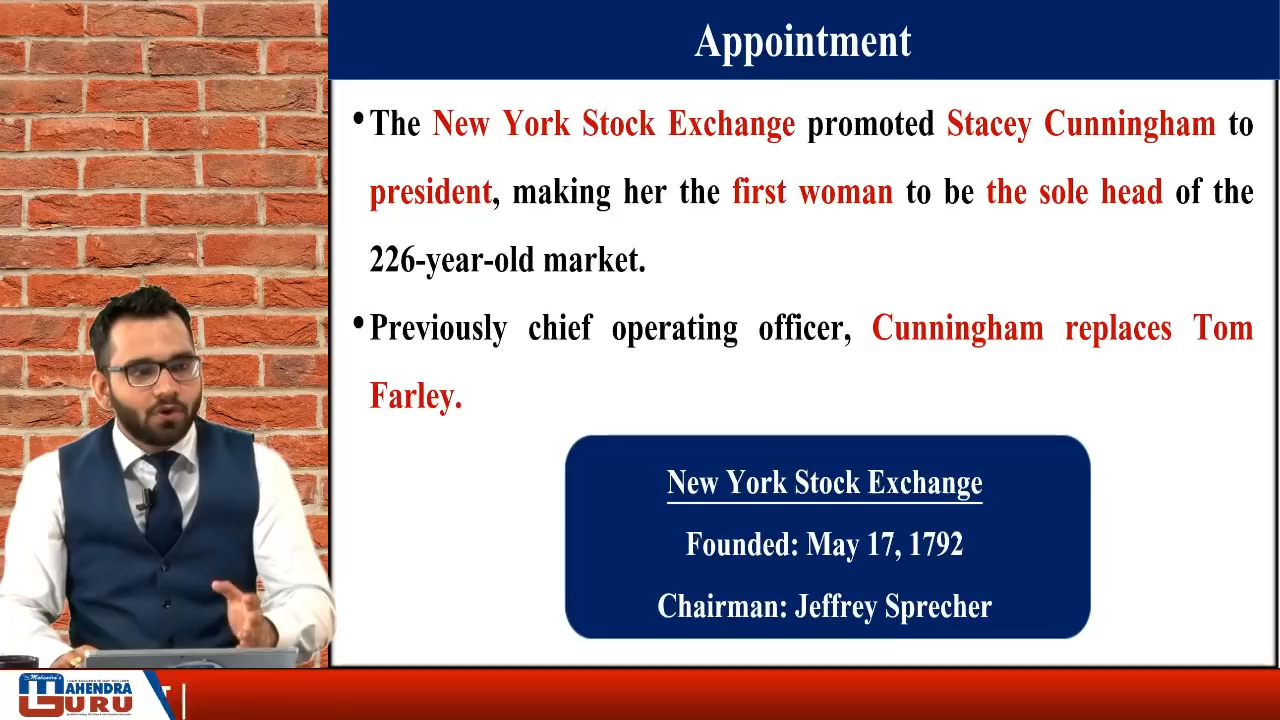 Appointment
• The New York Stock Exchange promoted Stacey Cunningham to
president, making her the first woman to be the sole head of the
226-year-old market.
• Previously chief operating officer, Cunningham replaces Tom
Farley.
New York Stock Exchange
Founded: May 17, 1792
Chairman: Jeffrey Sprecher
Mahendra's
MAHENDRA
GURU
T